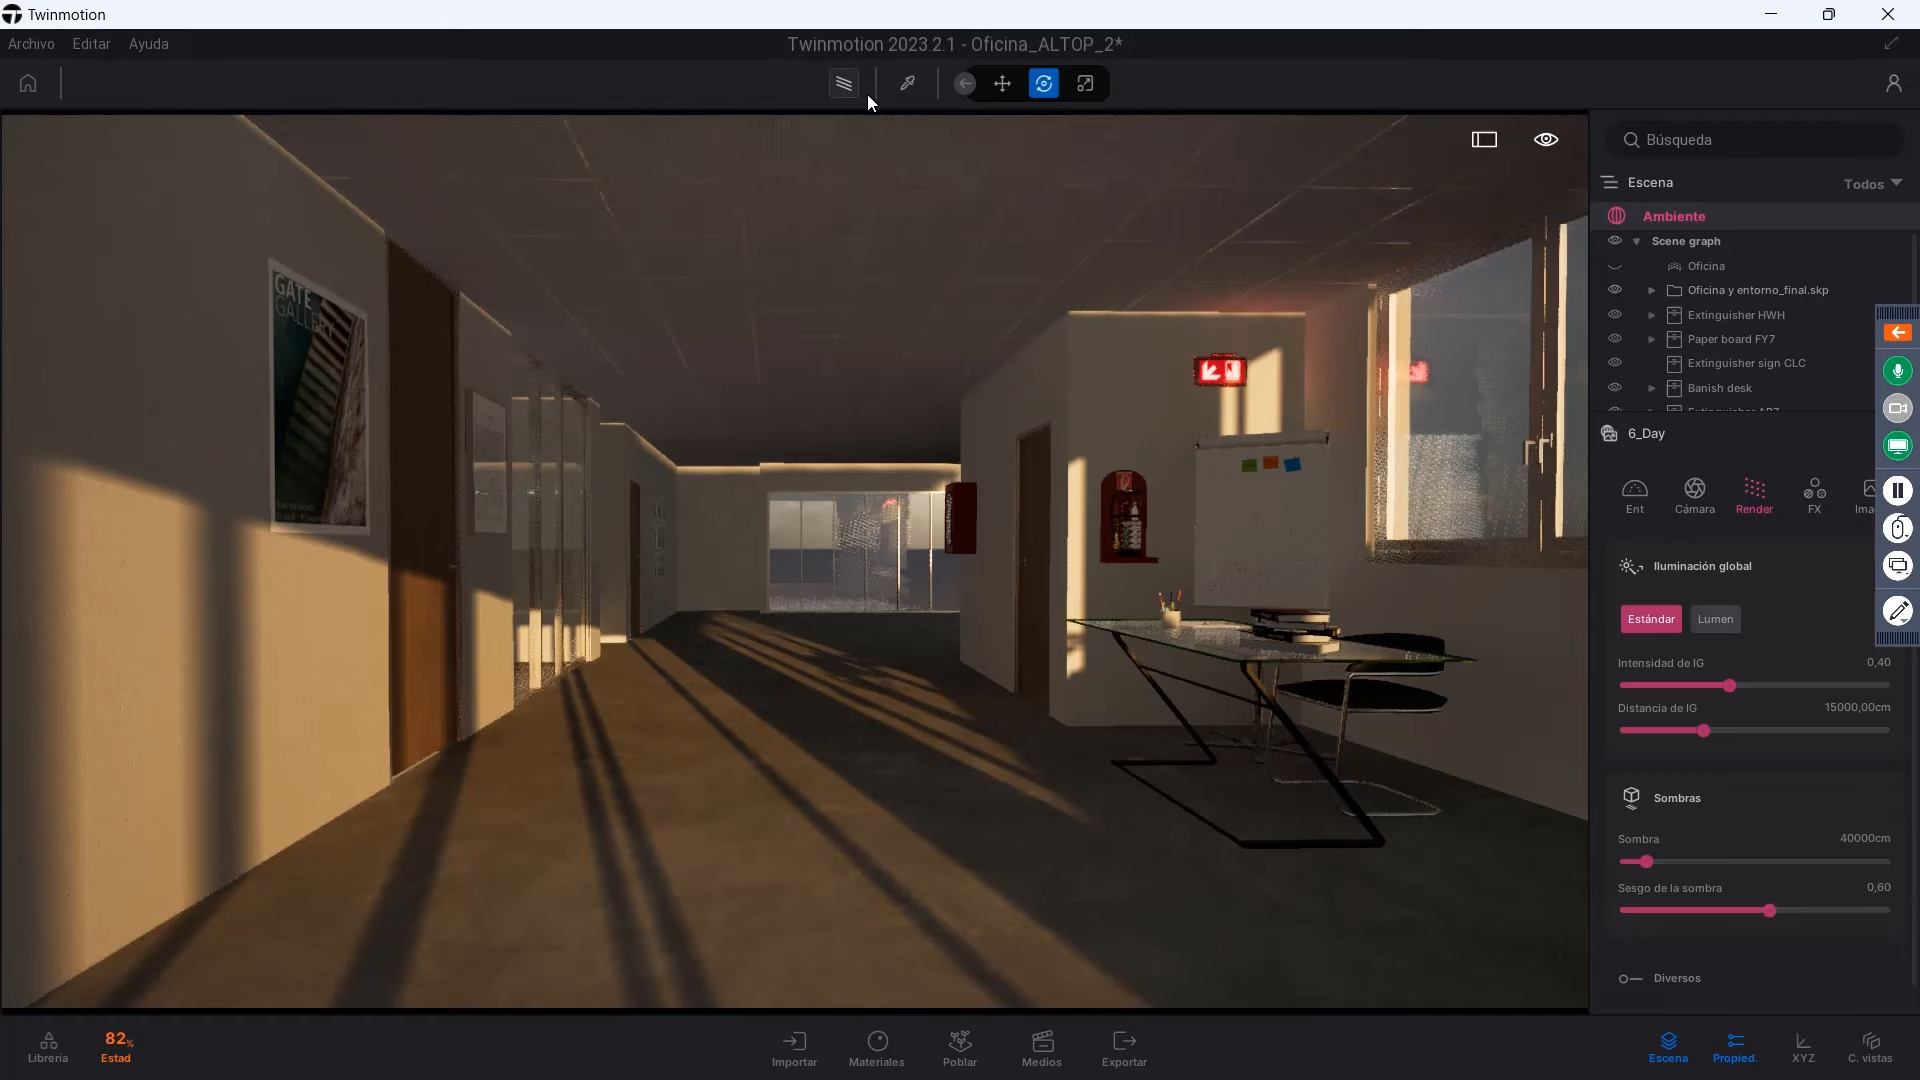 Twinmotion
Archivo Editar Ayuda
Twinmotion 2023.2.1 - Oficina_ALTOP_2*
Búsqueda
Escena
Todos
Ambiente
Scene graph
Oficina
Oficina y entorno_final.skp
Extinguisher HWH
Paper board FY7
Extinguisher sign CLC
Banish desk
6_Day
Ent Cámara Render FX
Iluminación global
Estándar Lumen
Intensidad de IG 0,40
Distancia de IG 15000,00cm
Sombras
Sombra 40000cm
Sesgo de la sombra 0,60
Diversos
GATE
GALLERY
82%
Librería Estad
Importar Materiales Poblar Medios Exportar
Escena Propied. XYZ C. vistas